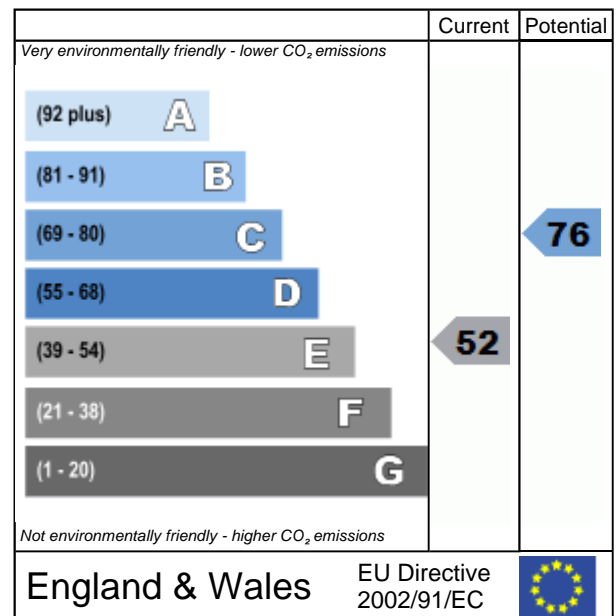 Current Potential
Very environmentally friendly - lower CO₂ emissions
(92 plus) A
(81 - 91) B
(69 - 80) C
76
(55 - 68) D
(39 - 54) E
52
(21 - 38) F
(1 - 20) G
Not environmentally friendly - higher CO₂ emissions
England & Wales
EU Directive
2002/91/EC